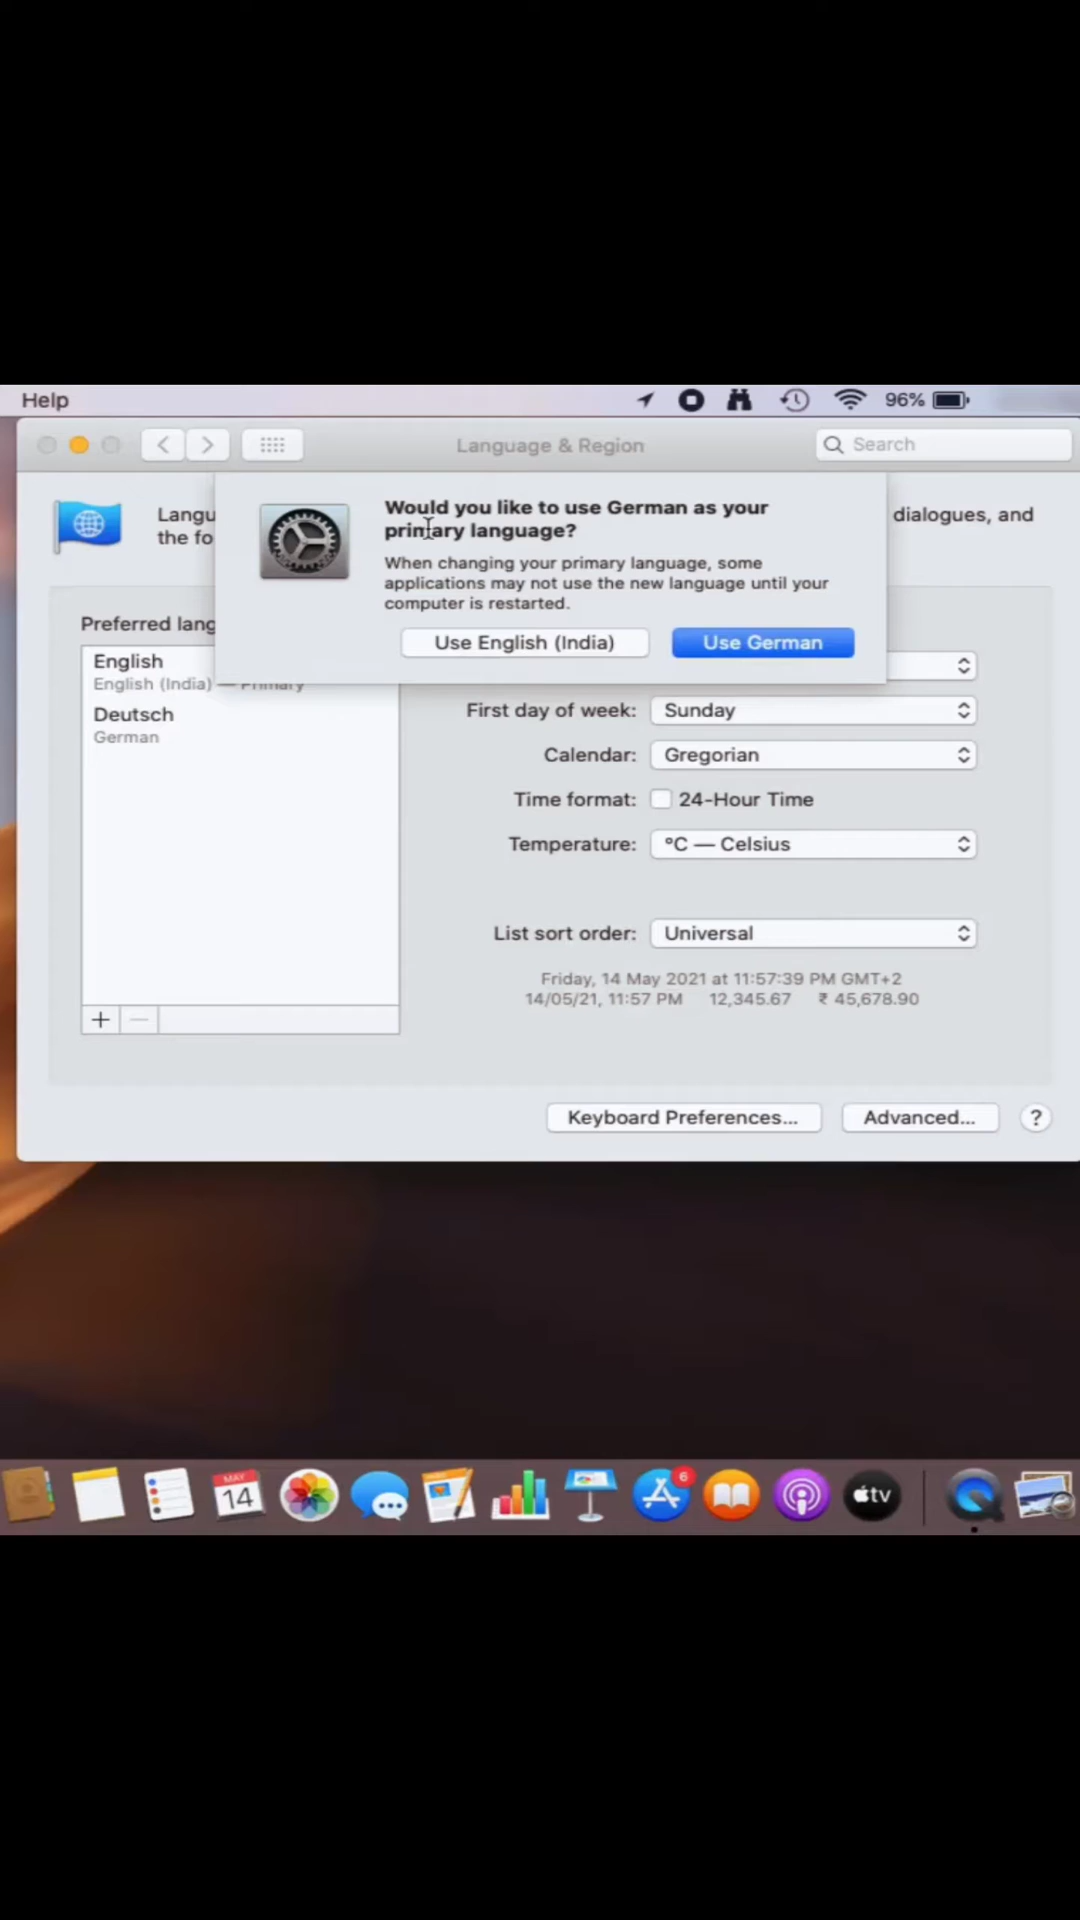 Help
96%
Language & Region
Search
Would you like to use German as your
primary language?
Langu
dialogues, and
the fo
When changing your primary language, some
applications may not use the new language until your
computer is restarted.
Use English (India)
Use German
Preferred lang
English
English (India) — Primary
Deutsch
German
First day of week:
Sunday
Calendar:
Gregorian
Time format:
24-Hour Time
Temperature:
°C — Celsius
List sort order:
Universal
Friday, 14 May 2021 at 11:57:39 PM GMT+2
14/05/21, 11:57 PM 12,345.67 ₹ 45,678.90
+ —
Keyboard Preferences...
Advanced...
?
MAY
14
6
tv